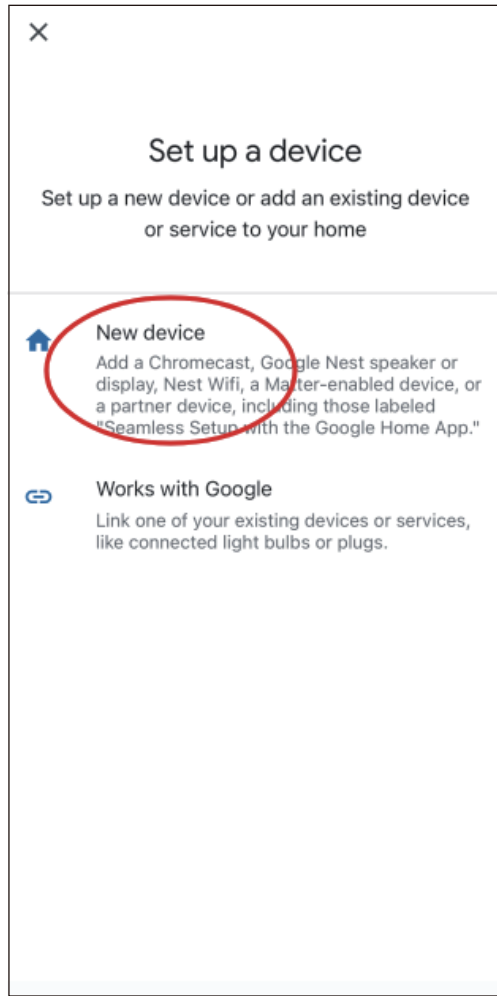 Set up a device
Set up a new device or add an existing device
or service to your home
New device
Add a Chromecast, Google Nest speaker or
display, Nest Wifi, a Matter-enabled device, or
a partner device, including those labeled
"Seamless Setup with the Google Home App."
Works with Google
Link one of your existing devices or services,
like connected light bulbs or plugs.